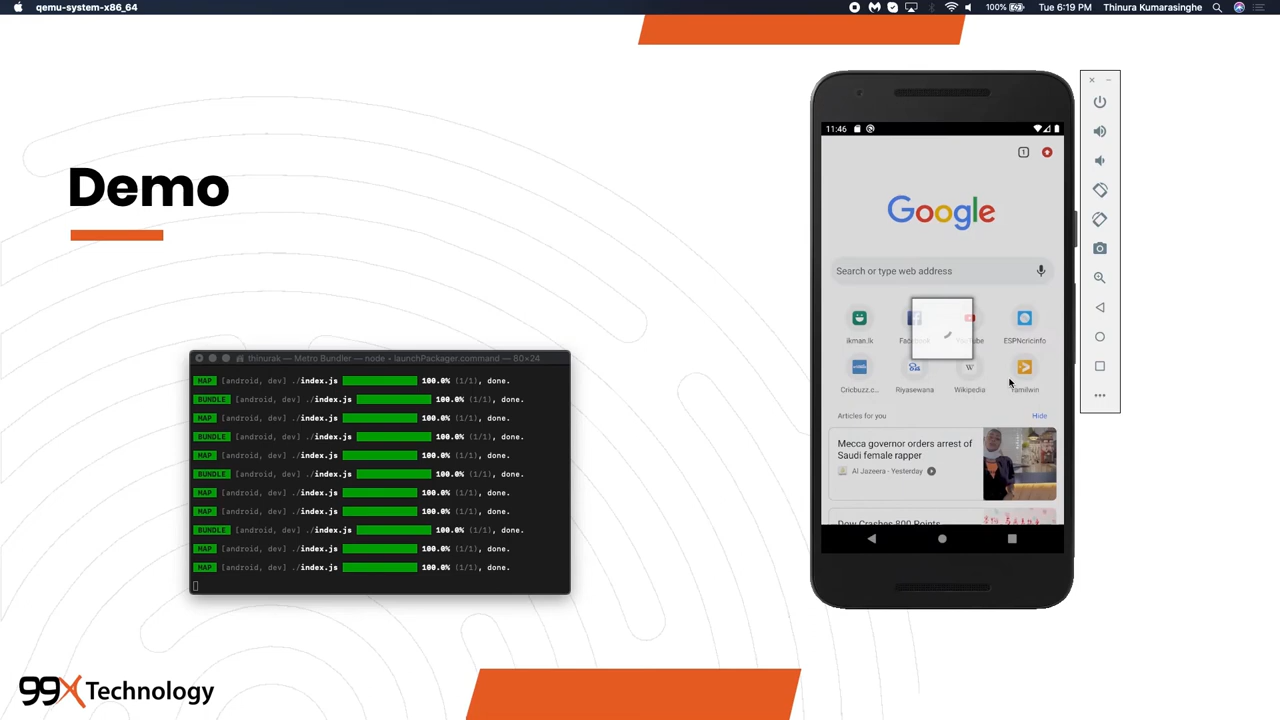 qemu-system-x86_64
100%
Tue 6:19 PM
Thinura Kumarasinghe
Demo
thinurak — Metro Bundler — node • launchPackager.command — 80×24
MAP [android, dev] ./index.js 100.0% (1/1), done.
BUNDLE [android, dev] ./index.js 100.0% (1/1), done.
MAP [android, dev] ./index.js 100.0% (1/1), done.
BUNDLE [android, dev] ./index.js 100.0% (1/1), done.
MAP [android, dev] ./index.js 100.0% (1/1), done.
BUNDLE [android, dev] ./index.js 100.0% (1/1), done.
MAP [android, dev] ./index.js 100.0% (1/1), done.
MAP [android, dev] ./index.js 100.0% (1/1), done.
BUNDLE [android, dev] ./index.js 100.0% (1/1), done.
MAP [android, dev] ./index.js 100.0% (1/1), done.
MAP [android, dev] ./index.js 100.0% (1/1), done.
11:46
1
Google
Search or type web address
ikman.lk
YouTube
ESPNcricinfo
Cricbuzz.c...
Riyasewana
Wikipedia
Tamilwin
Articles for you
Hide
Mecca governor orders arrest of
Saudi female rapper
Al Jazeera · Yesterday
Dow Crashes 800 Points
99X Technology